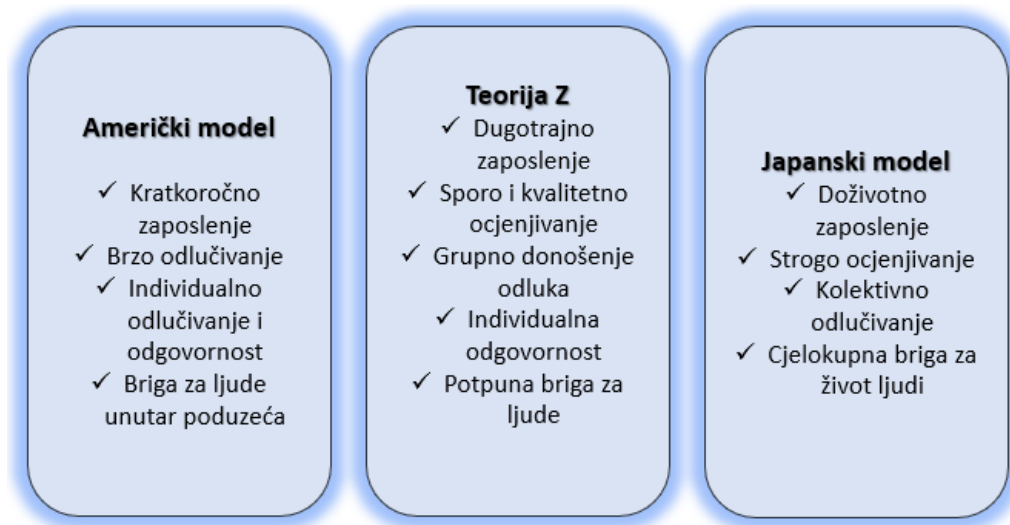 Američki model
✓ Kratkoročno
zaposlenje
✓ Brzo odlučivanje
✓ Individualno
odlučivanje i
odgovornost
✓ Briga za ljude
unutar poduzeća
Teorija Z
✓ Dugotrajno
zaposlenje
✓ Sporo i kvalitetno
ocjenjivanje
✓ Grupno donošenje
odluka
✓ Individualna
odgovornost
✓ Potpuna briga za
ljude
Japanski model
✓ Doživotno
zaposlenje
✓ Strogo ocjenjivanje
✓ Kolektivno
odlučivanje
✓ Cjelokupna briga za
život ljudi